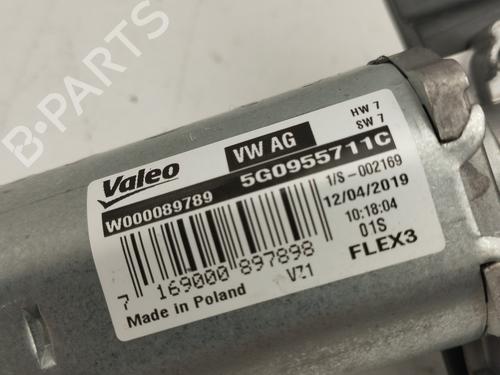 B-PARTS
Valeo
VW AG
HW 7
SW 7
W000089789
5G0955711C
1/S-002169
12/04/2019
10:18:04
01S
FLEX3
7 169000 897898
VZ1
Made in Poland